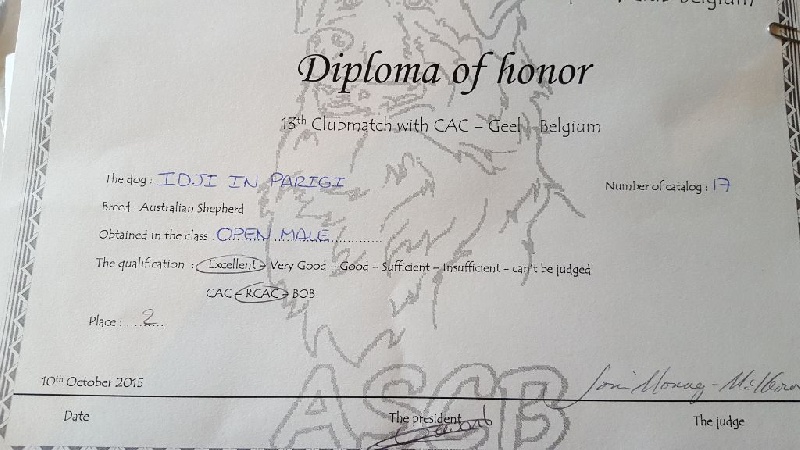 Belgium
Diploma of honor
13th Clubmatch with CAC – Geel Belgium
The dog: IDJI IN PARIGI Number of catalog: 17
Breed Australian Shepherd
Obtained in the class OPEN MALE
The qualification : Excellent – Very Good – Good – Sufficient – Insufficient – can't be judged
CAC – RCAC – BOB
Place: 2
10th October 2015
ASCB
Date The president The judge